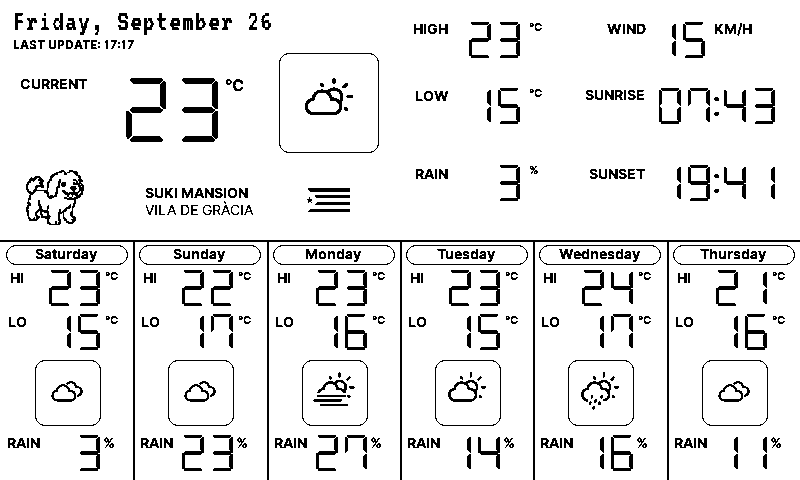 Friday, September 26
LAST UPDATE: 17:17
CURRENT 23 °C
SUKI MANSION
VILA DE GRÀCIA
HIGH 23 °C
WIND 15 KM/H
LOW 15 °C
SUNRISE 07:43
RAIN 3 %
SUNSET 19:41
Saturday
HI 23 °C
LO 15 °C
RAIN 3 %
Sunday
HI 22 °C
LO 17 °C
RAIN 23 %
Monday
HI 23 °C
LO 16 °C
RAIN 27 %
Tuesday
HI 23 °C
LO 15 °C
RAIN 14 %
Wednesday
HI 24 °C
LO 17 °C
RAIN 16 %
Thursday
HI 21 °C
LO 16 °C
RAIN 11 %